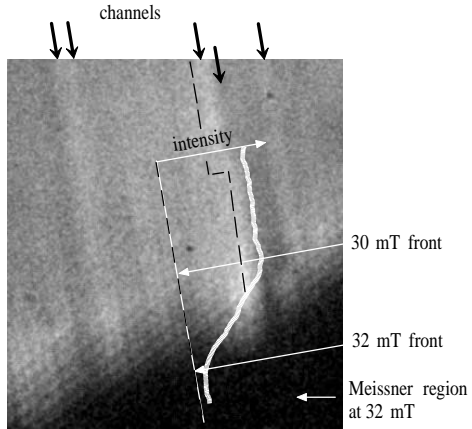 channels
intensity
30 mT front
32 mT front
Meissner region
at 32 mT